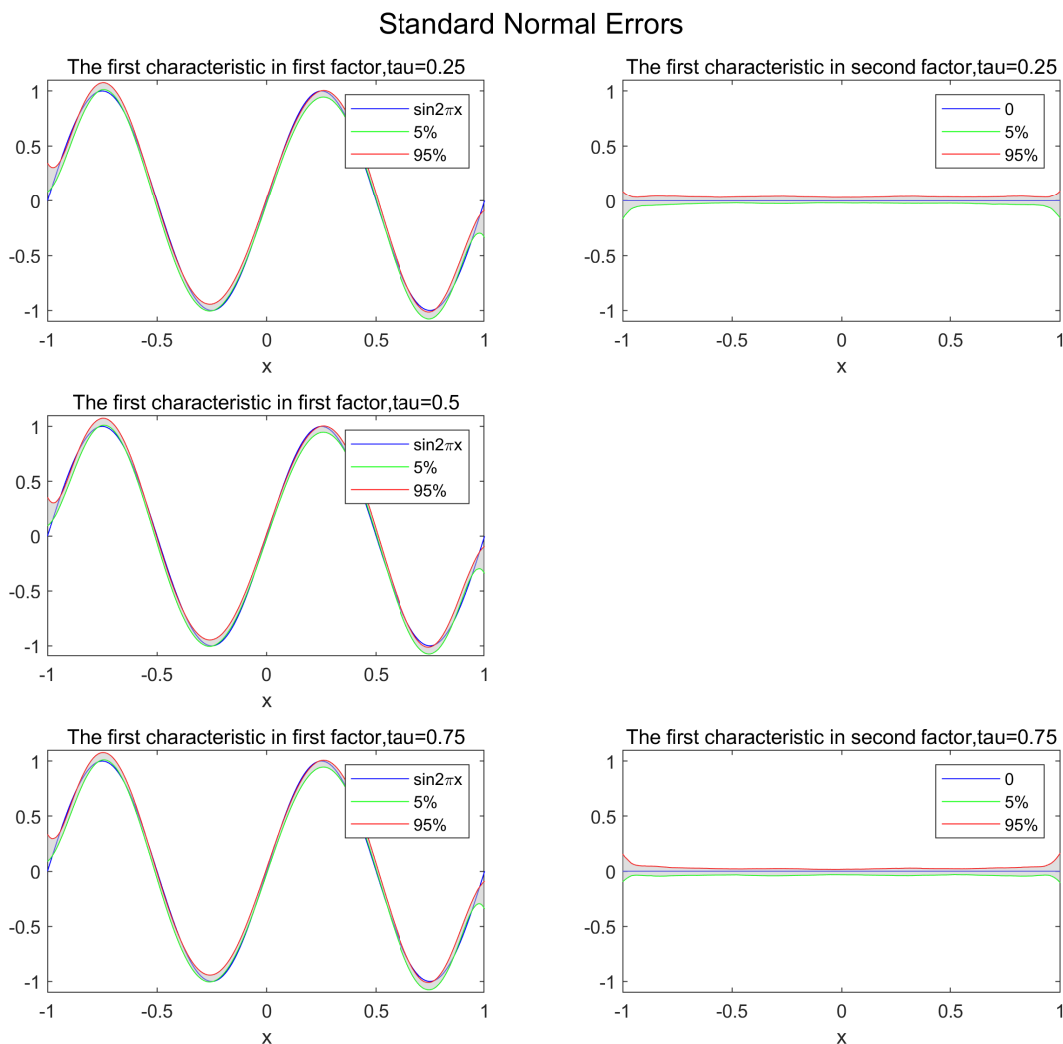 Standard Normal Errors
The first characteristic in first factor,tau=0.25
1
0.5
0
-0.5
-1
sin2πx
5%
95%
-1 -0.5 0 0.5 1
x
The first characteristic in second factor,tau=0.25
1
0.5
0
-0.5
-1
0
5%
95%
-1 -0.5 0 0.5 1
x
The first characteristic in first factor,tau=0.5
1
0.5
0
-0.5
-1
sin2πx
5%
95%
-1 -0.5 0 0.5 1
x
The first characteristic in first factor,tau=0.75
1
0.5
0
-0.5
-1
sin2πx
5%
95%
-1 -0.5 0 0.5 1
x
The first characteristic in second factor,tau=0.75
1
0.5
0
-0.5
-1
0
5%
95%
-1 -0.5 0 0.5 1
x